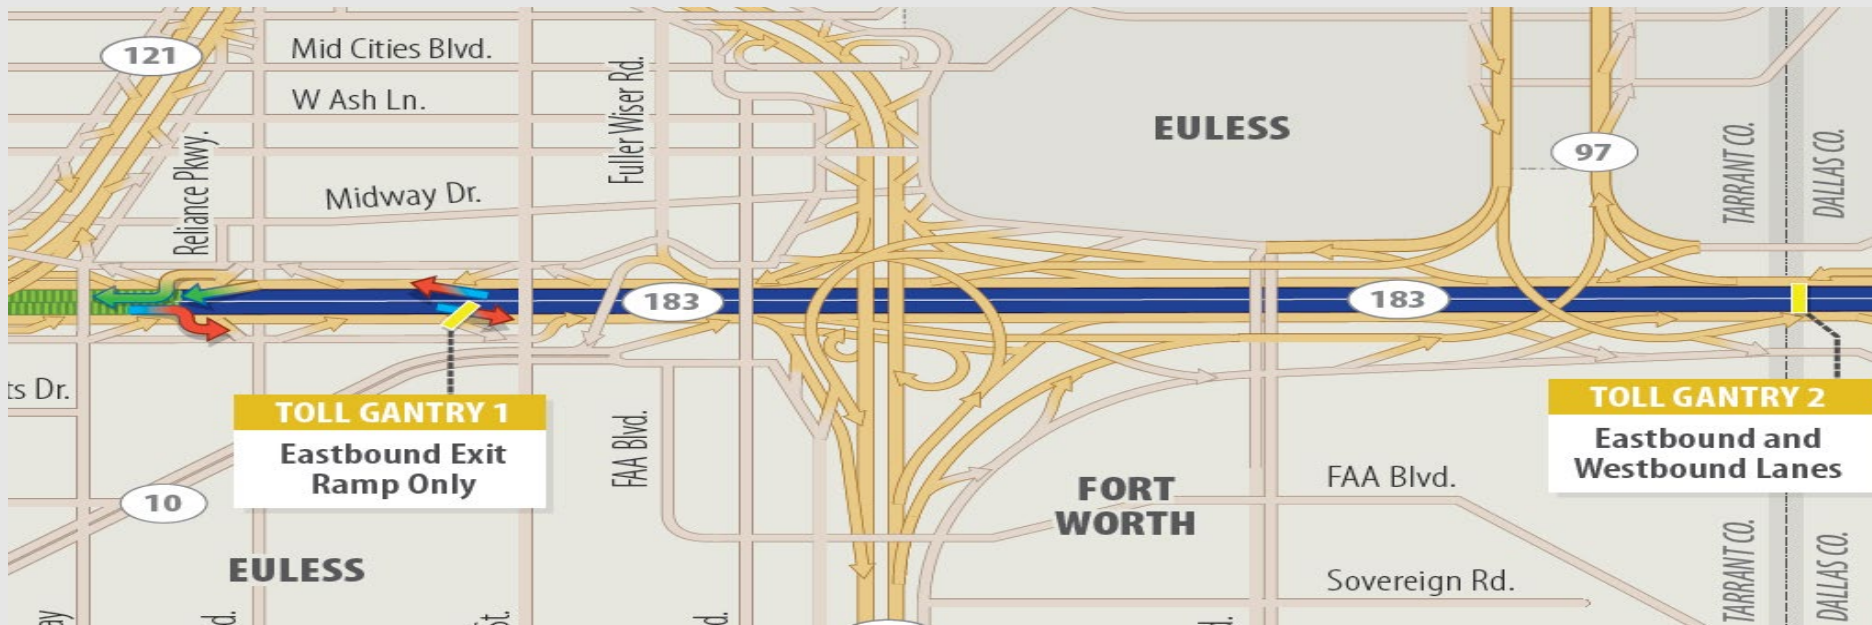 121
Mid Cities Blvd.
W Ash Ln.
Reliance Pkwy.
Midway Dr.
Fuller Wiser Rd.
EULESS
97
TARRANT CO.
DALLAS CO.
183
183
ts Dr.
TOLL GANTRY 1
Eastbound Exit
Ramp Only
FAA Blvd.
TOLL GANTRY 2
Eastbound and
Westbound Lanes
10
FORT
WORTH
FAA Blvd.
EULESS
Sovereign Rd.
TARRANT CO.
DALLAS CO.
ay
d.
St.
d.
d.